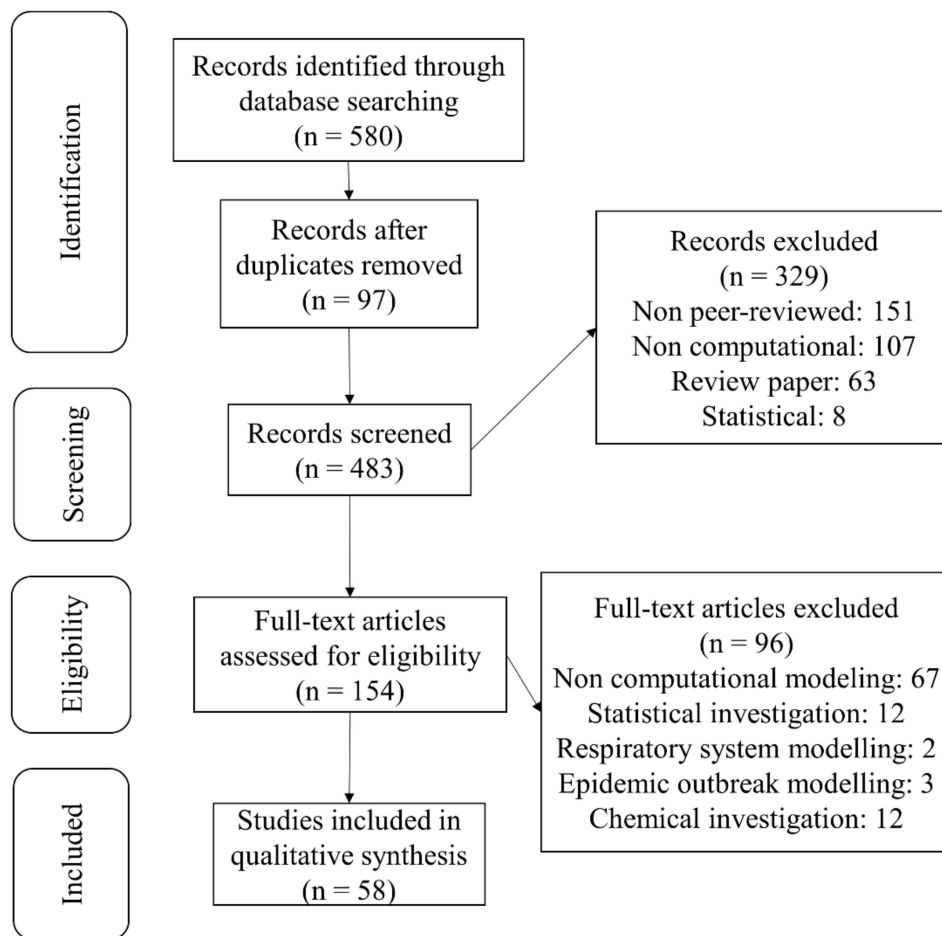 Identification
Records identified through
database searching
(n = 580)
Records after
duplicates removed
(n = 97)
Records excluded
(n = 329)
Non peer-reviewed: 151
Non computational: 107
Review paper: 63
Statistical: 8
Screening
Records screened
(n = 483)
Eligibility
Full-text articles
assessed for eligibility
(n = 154)
Full-text articles excluded
(n = 96)
Non computational modeling: 67
Statistical investigation: 12
Respiratory system modelling: 2
Epidemic outbreak modelling: 3
Chemical investigation: 12
Included
Studies included in
qualitative synthesis
(n = 58)